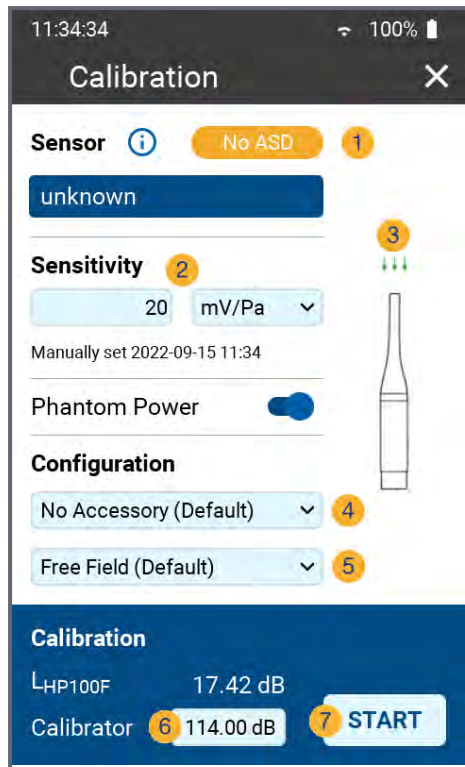 11:34:34 100%
Calibration
Sensor No ASD 1
unknown
3
Sensitivity 2
20 mV/Pa
Manually set 2022-09-15 11:34
Phantom Power
Configuration
No Accessory (Default) 4
Free Field (Default) 5
Calibration
LHP100F 17.42 dB
Calibrator 6 114.00 dB 7 START